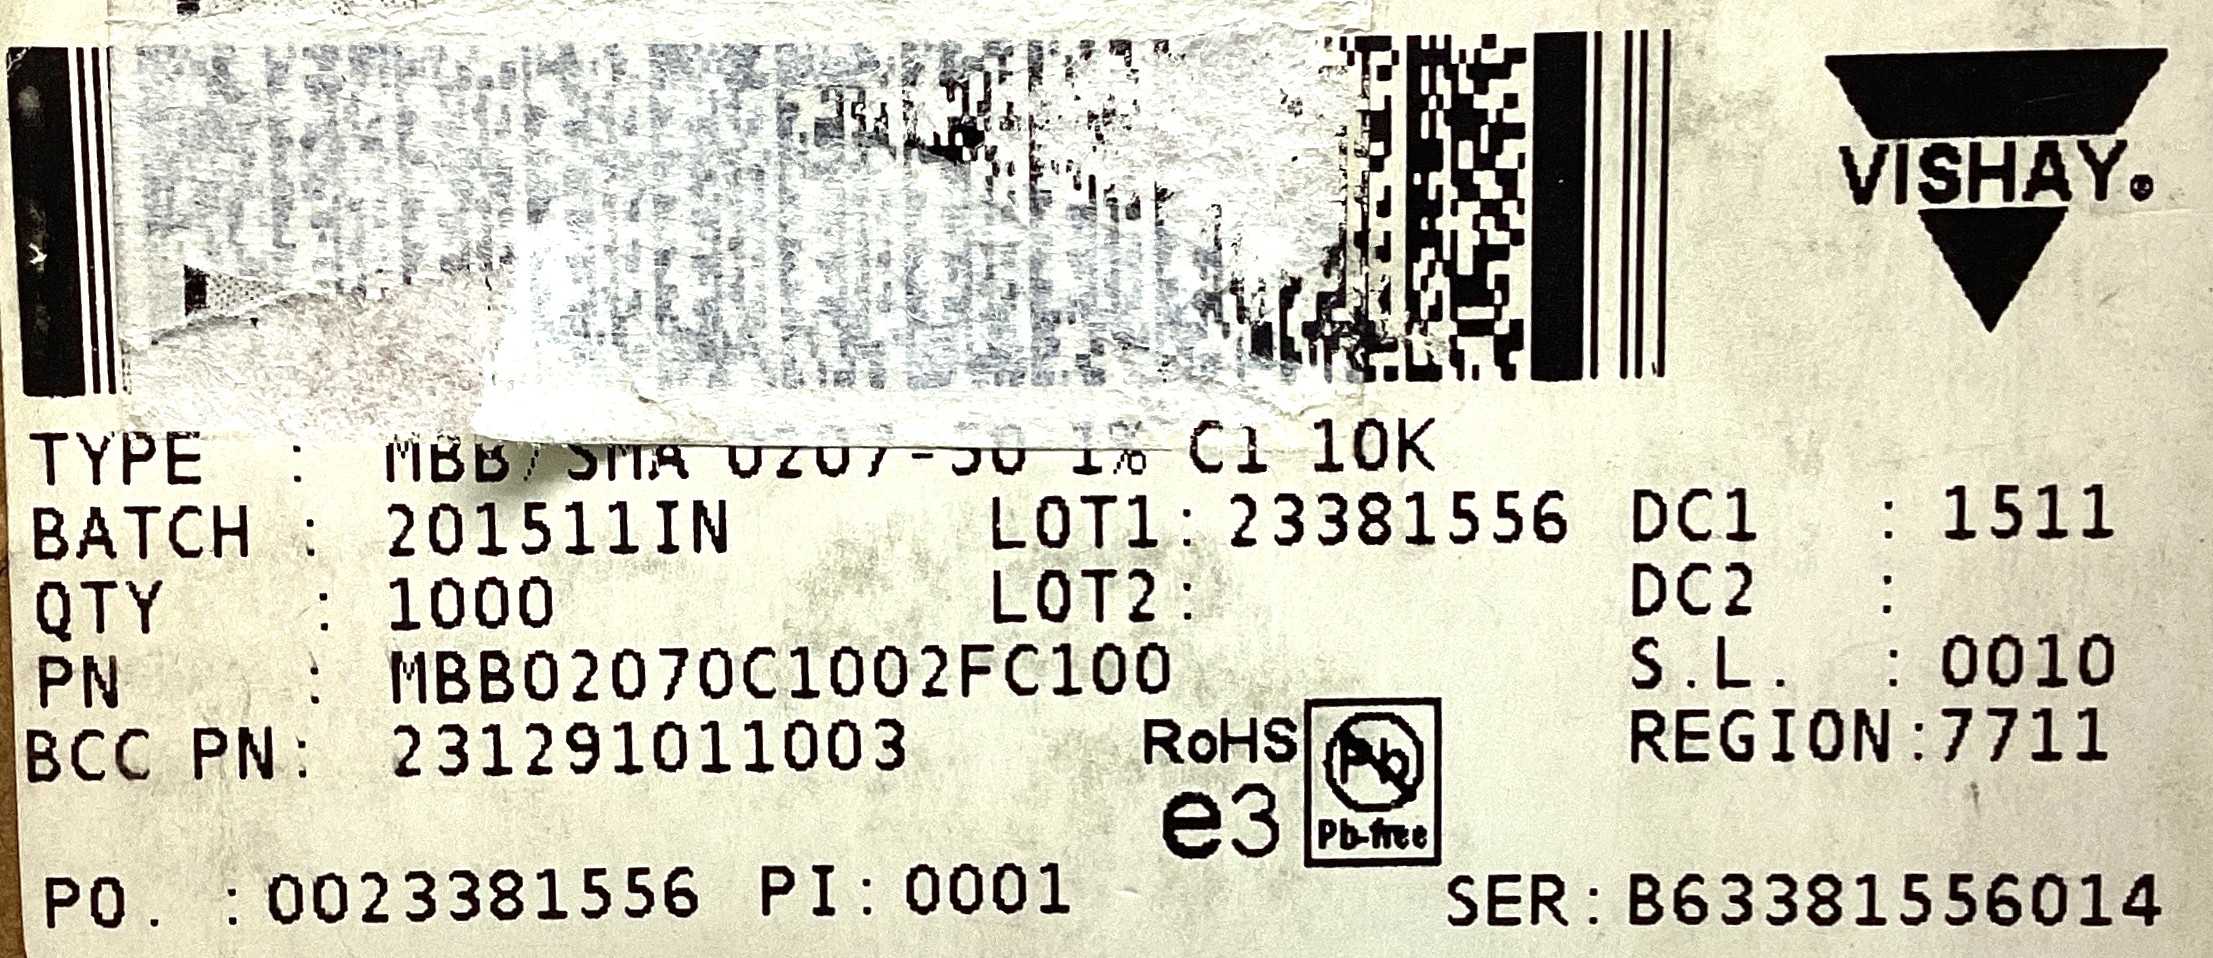 VISHAY®
TYPE : MBB/SMA 0207-50 1% C1 10K
BATCH : 201511IN LOT1: 23381556 DC1 : 1511
QTY : 1000 LOT2: DC2 :
PN : MBB02070C1002FC100 S.L. : 0010
BCC PN: 231291011003 RoHS Pb REGION:7711
e3 Pb-free
PO. :0023381556 PI:0001 SER:B63381556014